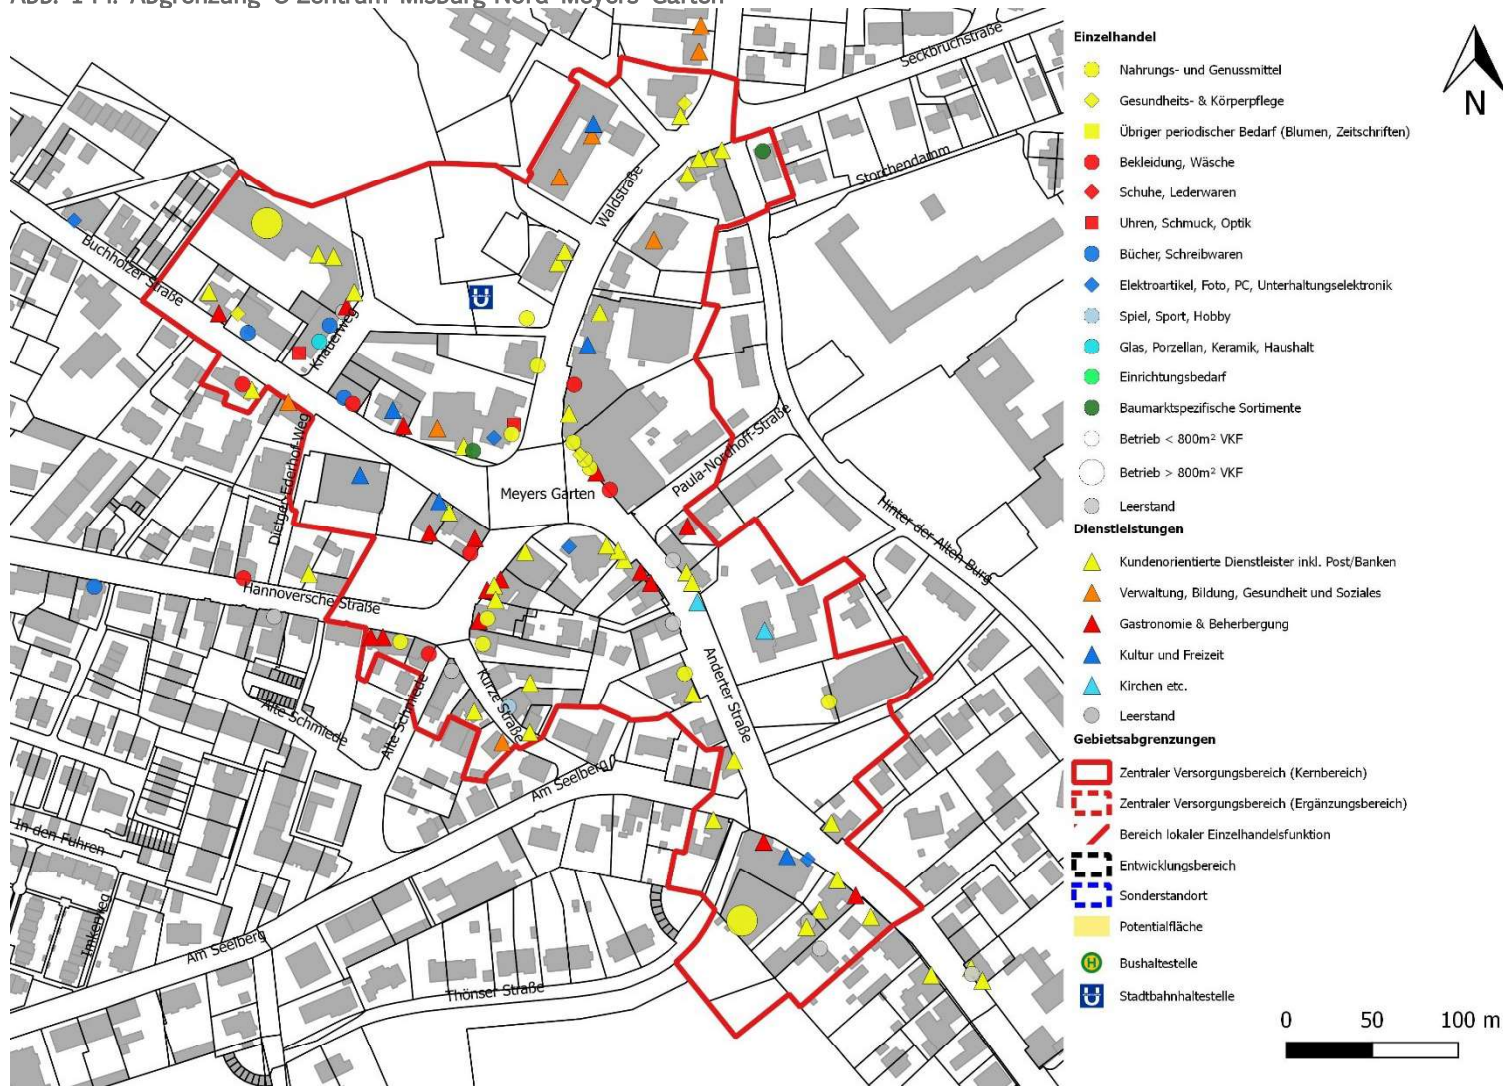 Abb. 144: Abgrenzung C-Zentrum Misburg-Nord "Meyers Garten"
Seckbruchstraße
Storchendamm
Waldstraße
Buchholzer Straße
Knauerweg
Dietger-Ederhof-Weg
Meyers Garten
Paula-Nordhoff-Straße
Hinter der Alten Burg
Hannoversche Straße
Alte Schmiede
Alte Schmiede
Kurze Straße
Anderter Straße
Am Seelberg
In den Fuhren
Imkerweg
Am Seelberg
Thönser Straße
N
Einzelhandel
Nahrungs- und Genussmittel
Gesundheits- & Körperpflege
Übriger periodischer Bedarf (Blumen, Zeitschriften)
Bekleidung, Wäsche
Schuhe, Lederwaren
Uhren, Schmuck, Optik
Bücher, Schreibwaren
Elektroartikel, Foto, PC, Unterhaltungselektronik
Spiel, Sport, Hobby
Glas, Porzellan, Keramik, Haushalt
Einrichtungsbedarf
Baumarktspezifische Sortimente
Betrieb < 800m² VKF
Betrieb > 800m² VKF
Leerstand
Dienstleistungen
Kundenorientierte Dienstleister inkl. Post/Banken
Verwaltung, Bildung, Gesundheit und Soziales
Gastronomie & Beherbergung
Kultur und Freizeit
Kirchen etc.
Leerstand
Gebietsabgrenzungen
Zentraler Versorgungsbereich (Kernbereich)
Zentraler Versorgungsbereich (Ergänzungsbereich)
Bereich lokaler Einzelhandelsfunktion
Entwicklungsbereich
Sonderstandort
Potentialfläche
H Bushaltestelle
U Stadtbahnhaltestelle
0 50 100 m